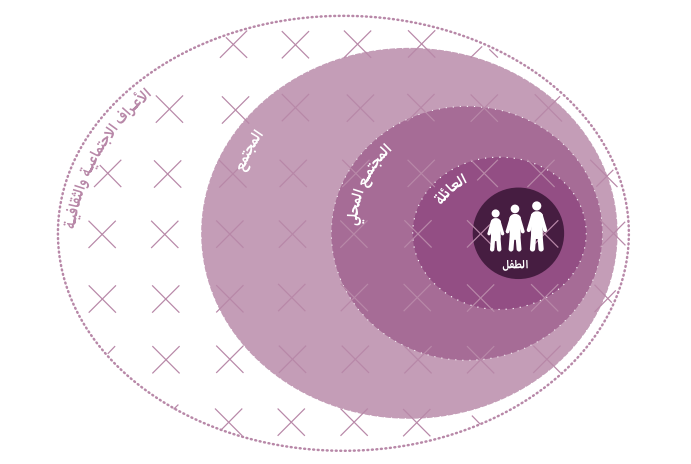 الأعراف الاجتماعية والثقافية
المجتمع
المجتمع المحلي
العائلة
الطفل